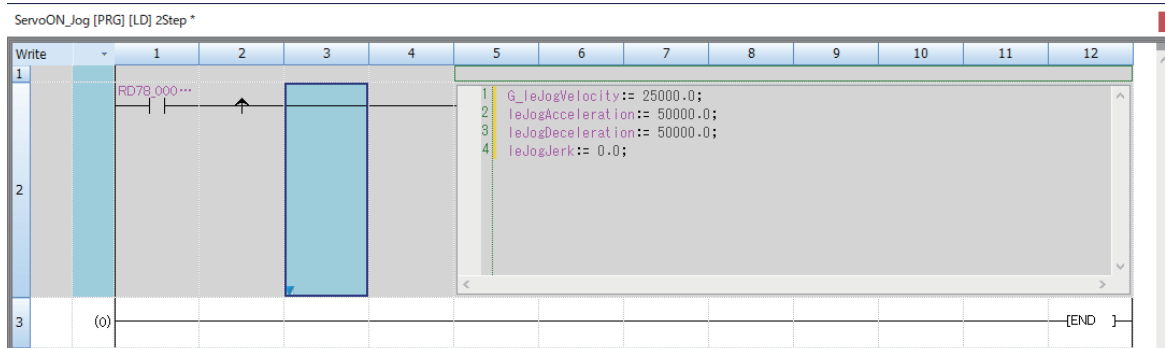 ServoON_Jog [PRG] [LD] 2Step *
Write 1 2 3 4 5 6 7 8 9 10 11 12
1
2
RD78_000…
1 G_leJogVelocity:= 25000.0;
2 leJogAcceleration:= 50000.0;
3 leJogDeceleration:= 50000.0;
4 leJogJerk:= 0.0;
3 (0) [END ]